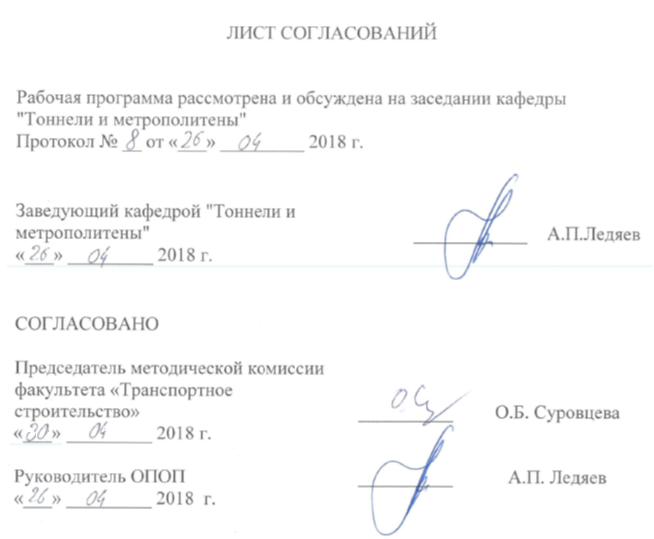 ЛИСТ СОГЛАСОВАНИЙ
Рабочая программа рассмотрена и обсуждена на заседании кафедры
"Тоннели и метрополитены"
Протокол № 8 от «26» 04 2018 г.
Заведующий кафедрой "Тоннели и
метрополитены"
А.П.Ледяев
«26» 04 2018 г.
СОГЛАСОВАНО
Председатель методической комиссии
факультета «Транспортное
строительство»
О.Б. Суровцева
«30» 04 2018 г.
Руководитель ОПОП
А.П. Ледяев
«26» 04 2018 г.